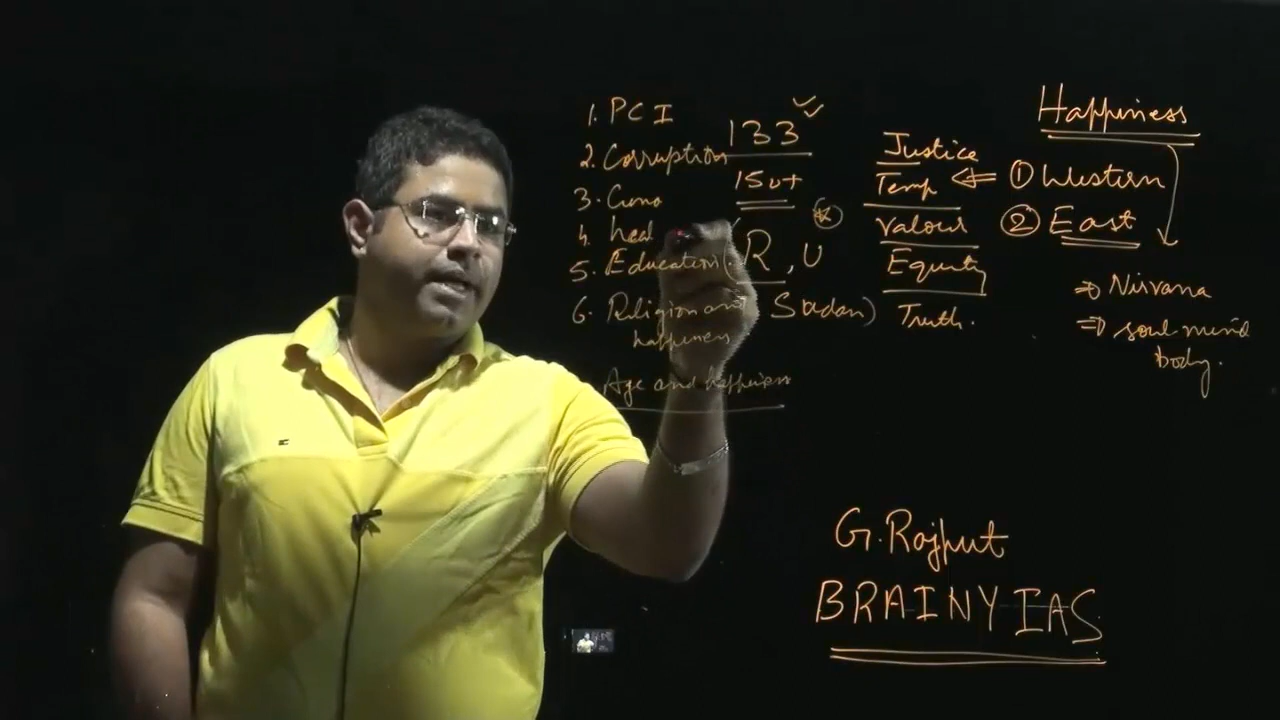 1. PCI
2. Corruption
3.
4. heal
5. Education (R, U
6. Religion and Sadan)
happiness
Age and happiness
133
150+
Justice
Temp
Valour
Equity
Truth.
Happiness
① Western
② East
⇒ Nirvana
⇒ soul mind
body.
G. Rajput
BRAINY IAS